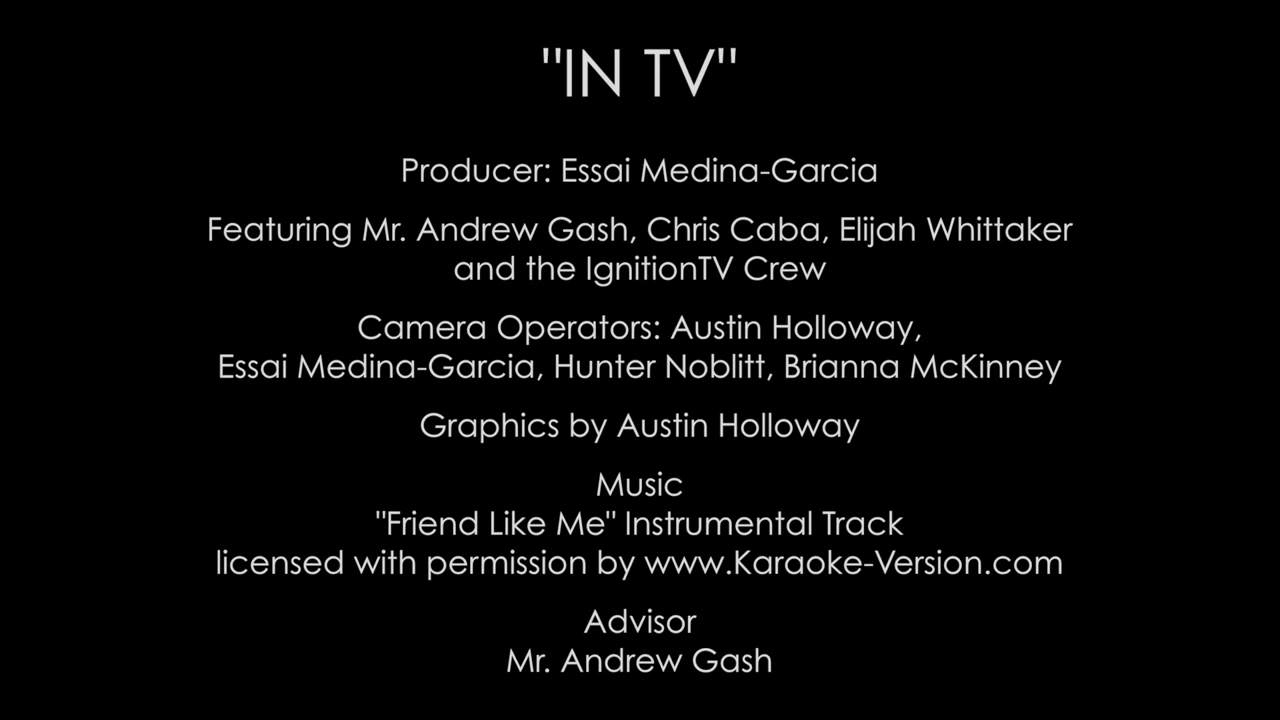 "IN TV"
Producer: Essai Medina-Garcia
Featuring Mr. Andrew Gash, Chris Caba, Elijah Whittaker
and the IgnitionTV Crew
Camera Operators: Austin Holloway,
Essai Medina-Garcia, Hunter Noblitt, Brianna McKinney
Graphics by Austin Holloway
Music
"Friend Like Me" Instrumental Track
licensed with permission by www.Karaoke-Version.com
Advisor
Mr. Andrew Gash